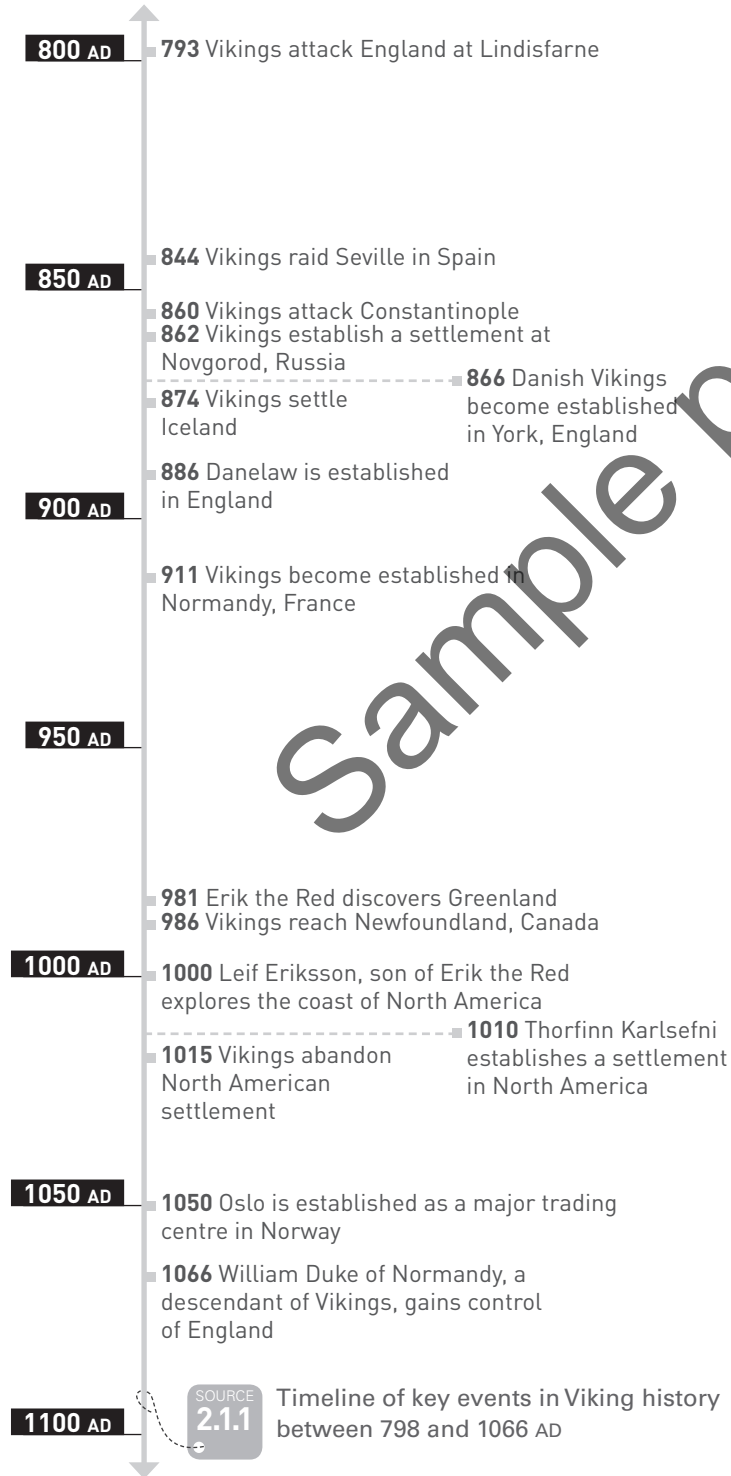 800 AD
793 Vikings attack England at Lindisfarne
844 Vikings raid Seville in Spain
850 AD
860 Vikings attack Constantinople
862 Vikings establish a settlement at
Novgorod, Russia
866 Danish Vikings
become established
in York, England
874 Vikings settle
Iceland
886 Danelaw is established
in England
900 AD
911 Vikings become established in
Normandy, France
950 AD
981 Erik the Red discovers Greenland
986 Vikings reach Newfoundland, Canada
1000 AD
1000 Leif Eriksson, son of Erik the Red
explores the coast of North America
1010 Thorfinn Karlsefni
establishes a settlement
in North America
1015 Vikings abandon
North American
settlement
1050 AD
1050 Oslo is established as a major trading
centre in Norway
1066 William Duke of Normandy, a
descendant of Vikings, gains control
of England
1100 AD
SOURCE
2.1.1
Timeline of key events in Viking history
between 798 and 1066 AD
Sample